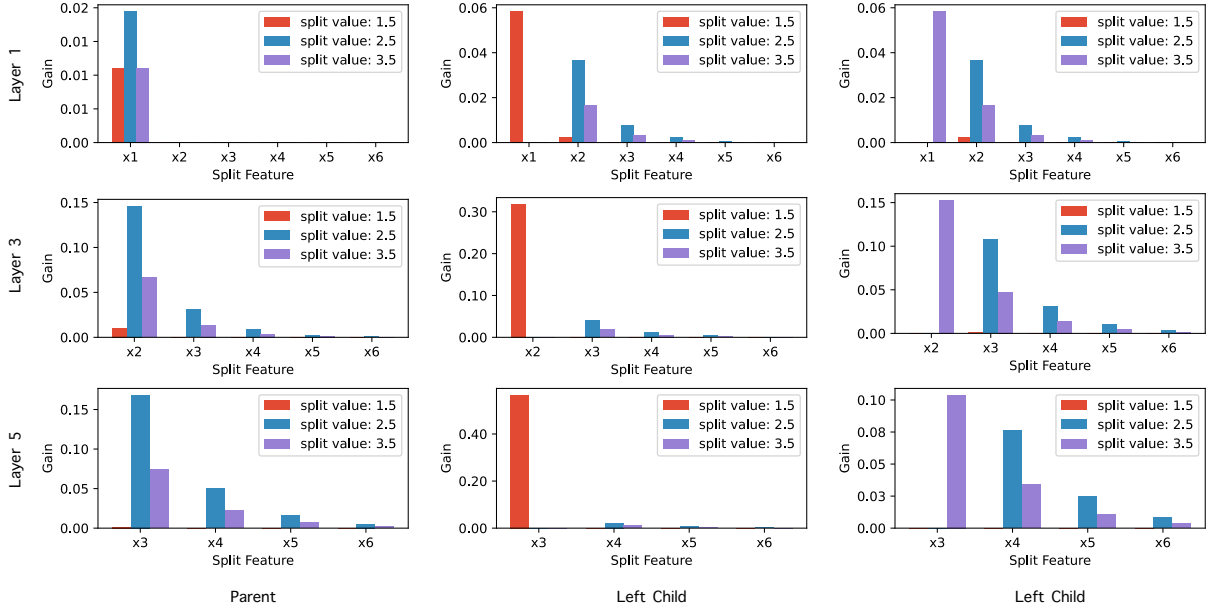 Layer 1
Gain
0.02
0.01
0.01
0.00
split value: 1.5
split value: 2.5
split value: 3.5
x1 x2 x3 x4 x5 x6
Split Feature
Gain
0.06
0.04
0.02
0.00
split value: 1.5
split value: 2.5
split value: 3.5
x1 x2 x3 x4 x5 x6
Split Feature
Gain
0.06
0.04
0.02
0.00
split value: 1.5
split value: 2.5
split value: 3.5
x1 x2 x3 x4 x5 x6
Split Feature
Layer 3
Gain
0.15
0.10
0.05
0.00
split value: 1.5
split value: 2.5
split value: 3.5
x2 x3 x4 x5 x6
Split Feature
Gain
0.30
0.20
0.10
0.00
split value: 1.5
split value: 2.5
split value: 3.5
x2 x3 x4 x5 x6
Split Feature
Gain
0.15
0.10
0.05
0.00
split value: 1.5
split value: 2.5
split value: 3.5
x2 x3 x4 x5 x6
Split Feature
Layer 5
Gain
0.15
0.10
0.05
0.00
split value: 1.5
split value: 2.5
split value: 3.5
x3 x4 x5 x6
Split Feature
Gain
0.40
0.20
0.00
split value: 1.5
split value: 2.5
split value: 3.5
x3 x4 x5 x6
Split Feature
Gain
0.10
0.08
0.05
0.03
0.00
split value: 1.5
split value: 2.5
split value: 3.5
x3 x4 x5 x6
Split Feature
Parent
Left Child
Left Child